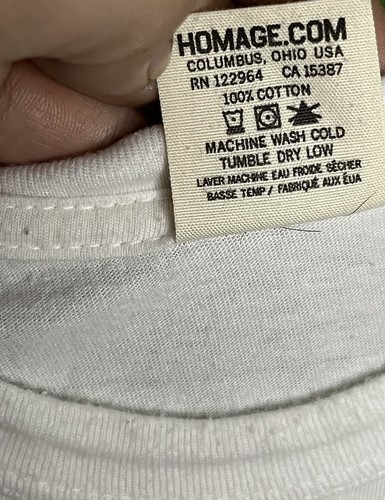 HOMAGE.COM
COLUMBUS, OHIO USA
RN 122964 CA 15387
100% COTTON
MACHINE WASH COLD
TUMBLE DRY LOW
LAVER MACHINE EAU FROIDE SÈCHER
BASSE TEMP / FABRIQUÉ AUX ÉUA